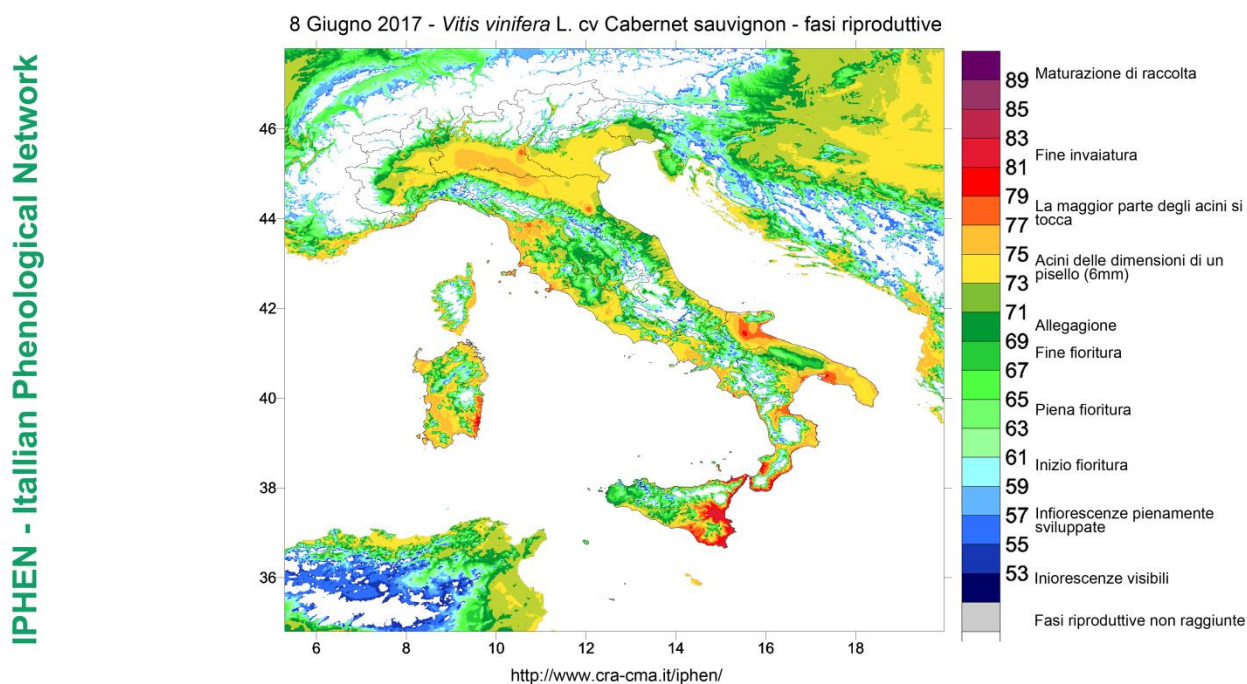 8 Giugno 2017 - Vitis vinifera L. cv Cabernet sauvignon - fasi riproduttive
IPHEN - Itallian Phenological Network
46
44
42
40
38
36
6
8
10
12
14
16
18
http://www.cra-cma.it/iphen/
89
85
83
81
79
77
75
73
71
69
67
65
63
61
59
57
55
53
Maturazione di raccolta
Fine invaiatura
La maggior parte degli acini si
tocca
Acini delle dimensioni di un
pisello (6mm)
Allegagione
Fine fioritura
Piena fioritura
Inizio fioritura
Infiorescenze pienamente
sviluppate
Iniorescenze visibili
Fasi riproduttive non raggiunte